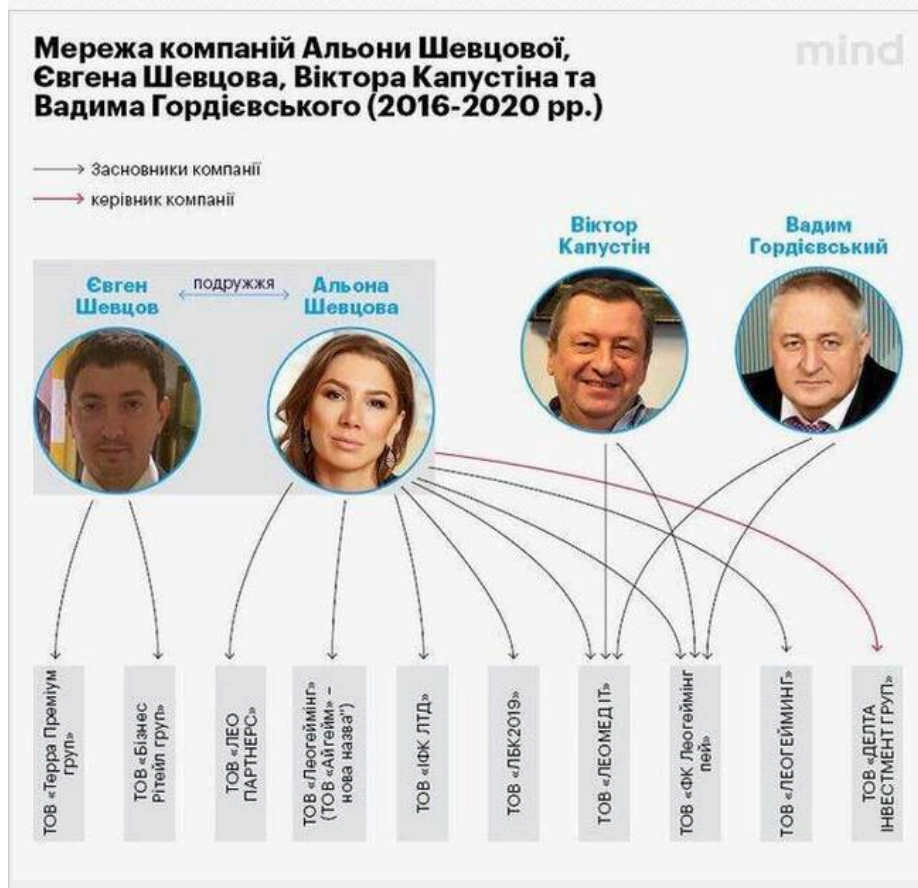 Мережа компаній Альони Шевцової,
Євгена Шевцова, Віктора Капустіна та
Вадима Гордієвського (2016-2020 рр.)
mind
Засновники компанії
керівник компанії
Віктор
Капустін
Вадим
Гордієвський
Євген
Шевцов
подружжя
Альона
Шевцова
ТОВ «Терра Преміум
груп»
ТОВ «Бізнес
Рітейл груп»
ТОВ «ЛЕО
ПАРТНЕРС»
ТОВ «Леогеймінг»
(ТОВ «Айгейм» –
нова назва")
ТОВ «ІФК ЛТД»
ТОВ «ЛБК2019»
ТОВ «ЛЕОМЕД ІТ»
ТОВ «ФК Леогеймінг
пей»
ТОВ «ЛЕОГЕЙМИНГ»
ТОВ «ДЕЛТА
ІНВЕСТМЕНТ ГРУП»